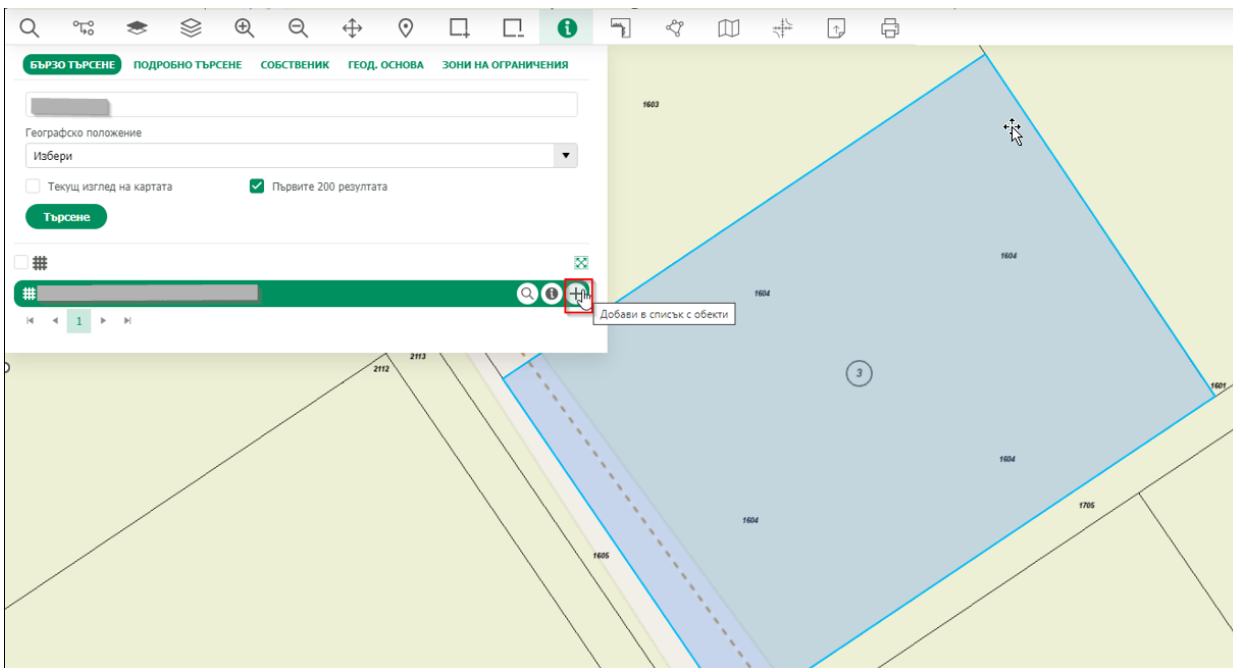 БЪРЗО ТЪРСЕНЕ ПОДРОБНО ТЪРСЕНЕ СОБСТВЕНИК ГЕОД. ОСНОВА ЗОНИ НА ОГРАНИЧЕНИЯ
1603
Географско положение
Избери
Текущ изглед на картата Първите 200 резултата
Търсене
1604
1604
Добави в списък с обекти
1
2113
2112
3
1601
1604
1705
1604
1605